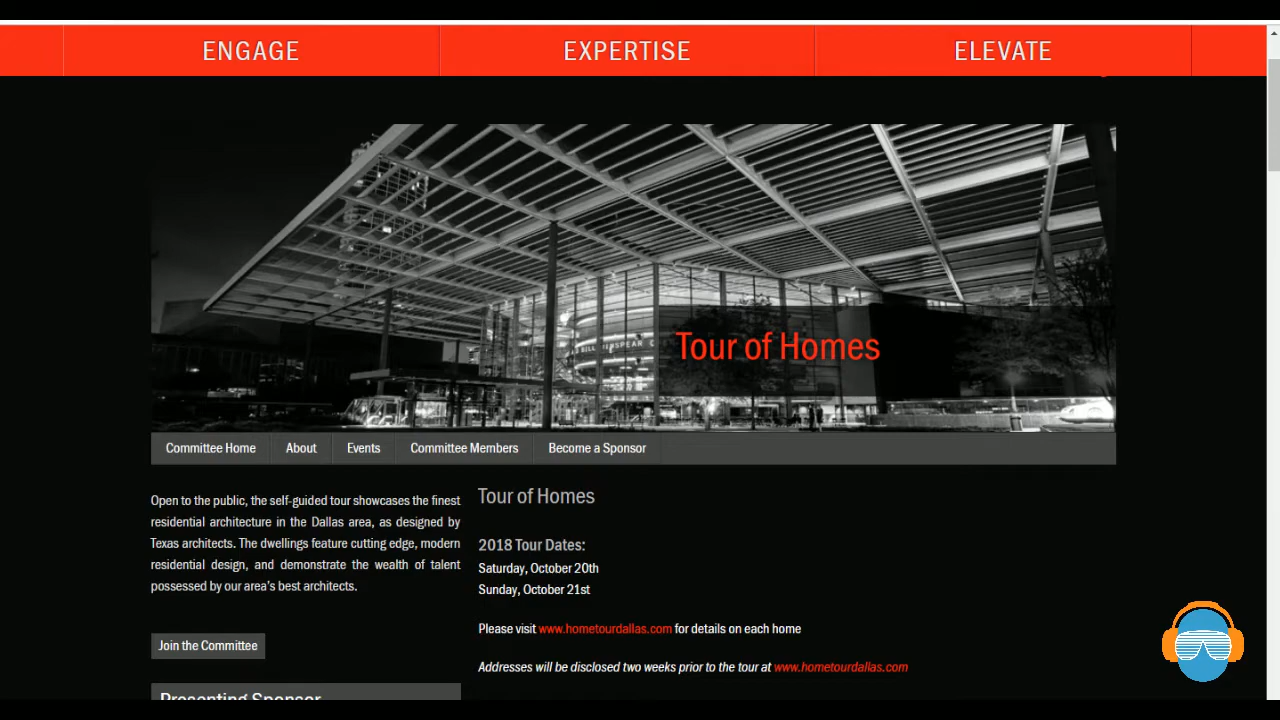 ENGAGE
EXPERTISE
ELEVATE
Tour of Homes
Committee Home
About
Events
Committee Members
Become a Sponsor
Open to the public, the self-guided tour showcases the finest
residential architecture in the Dallas area, as designed by
Texas architects. The dwellings feature cutting edge, modern
residential design, and demonstrate the wealth of talent
possessed by our area's best architects.
Join the Committee
Presenting Sponsor
Tour of Homes
2018 Tour Dates:
Saturday, October 20th
Sunday, October 21st
Please visit www.hometourdallas.com for details on each home
Addresses will be disclosed two weeks prior to the tour at www.hometourdallas.com